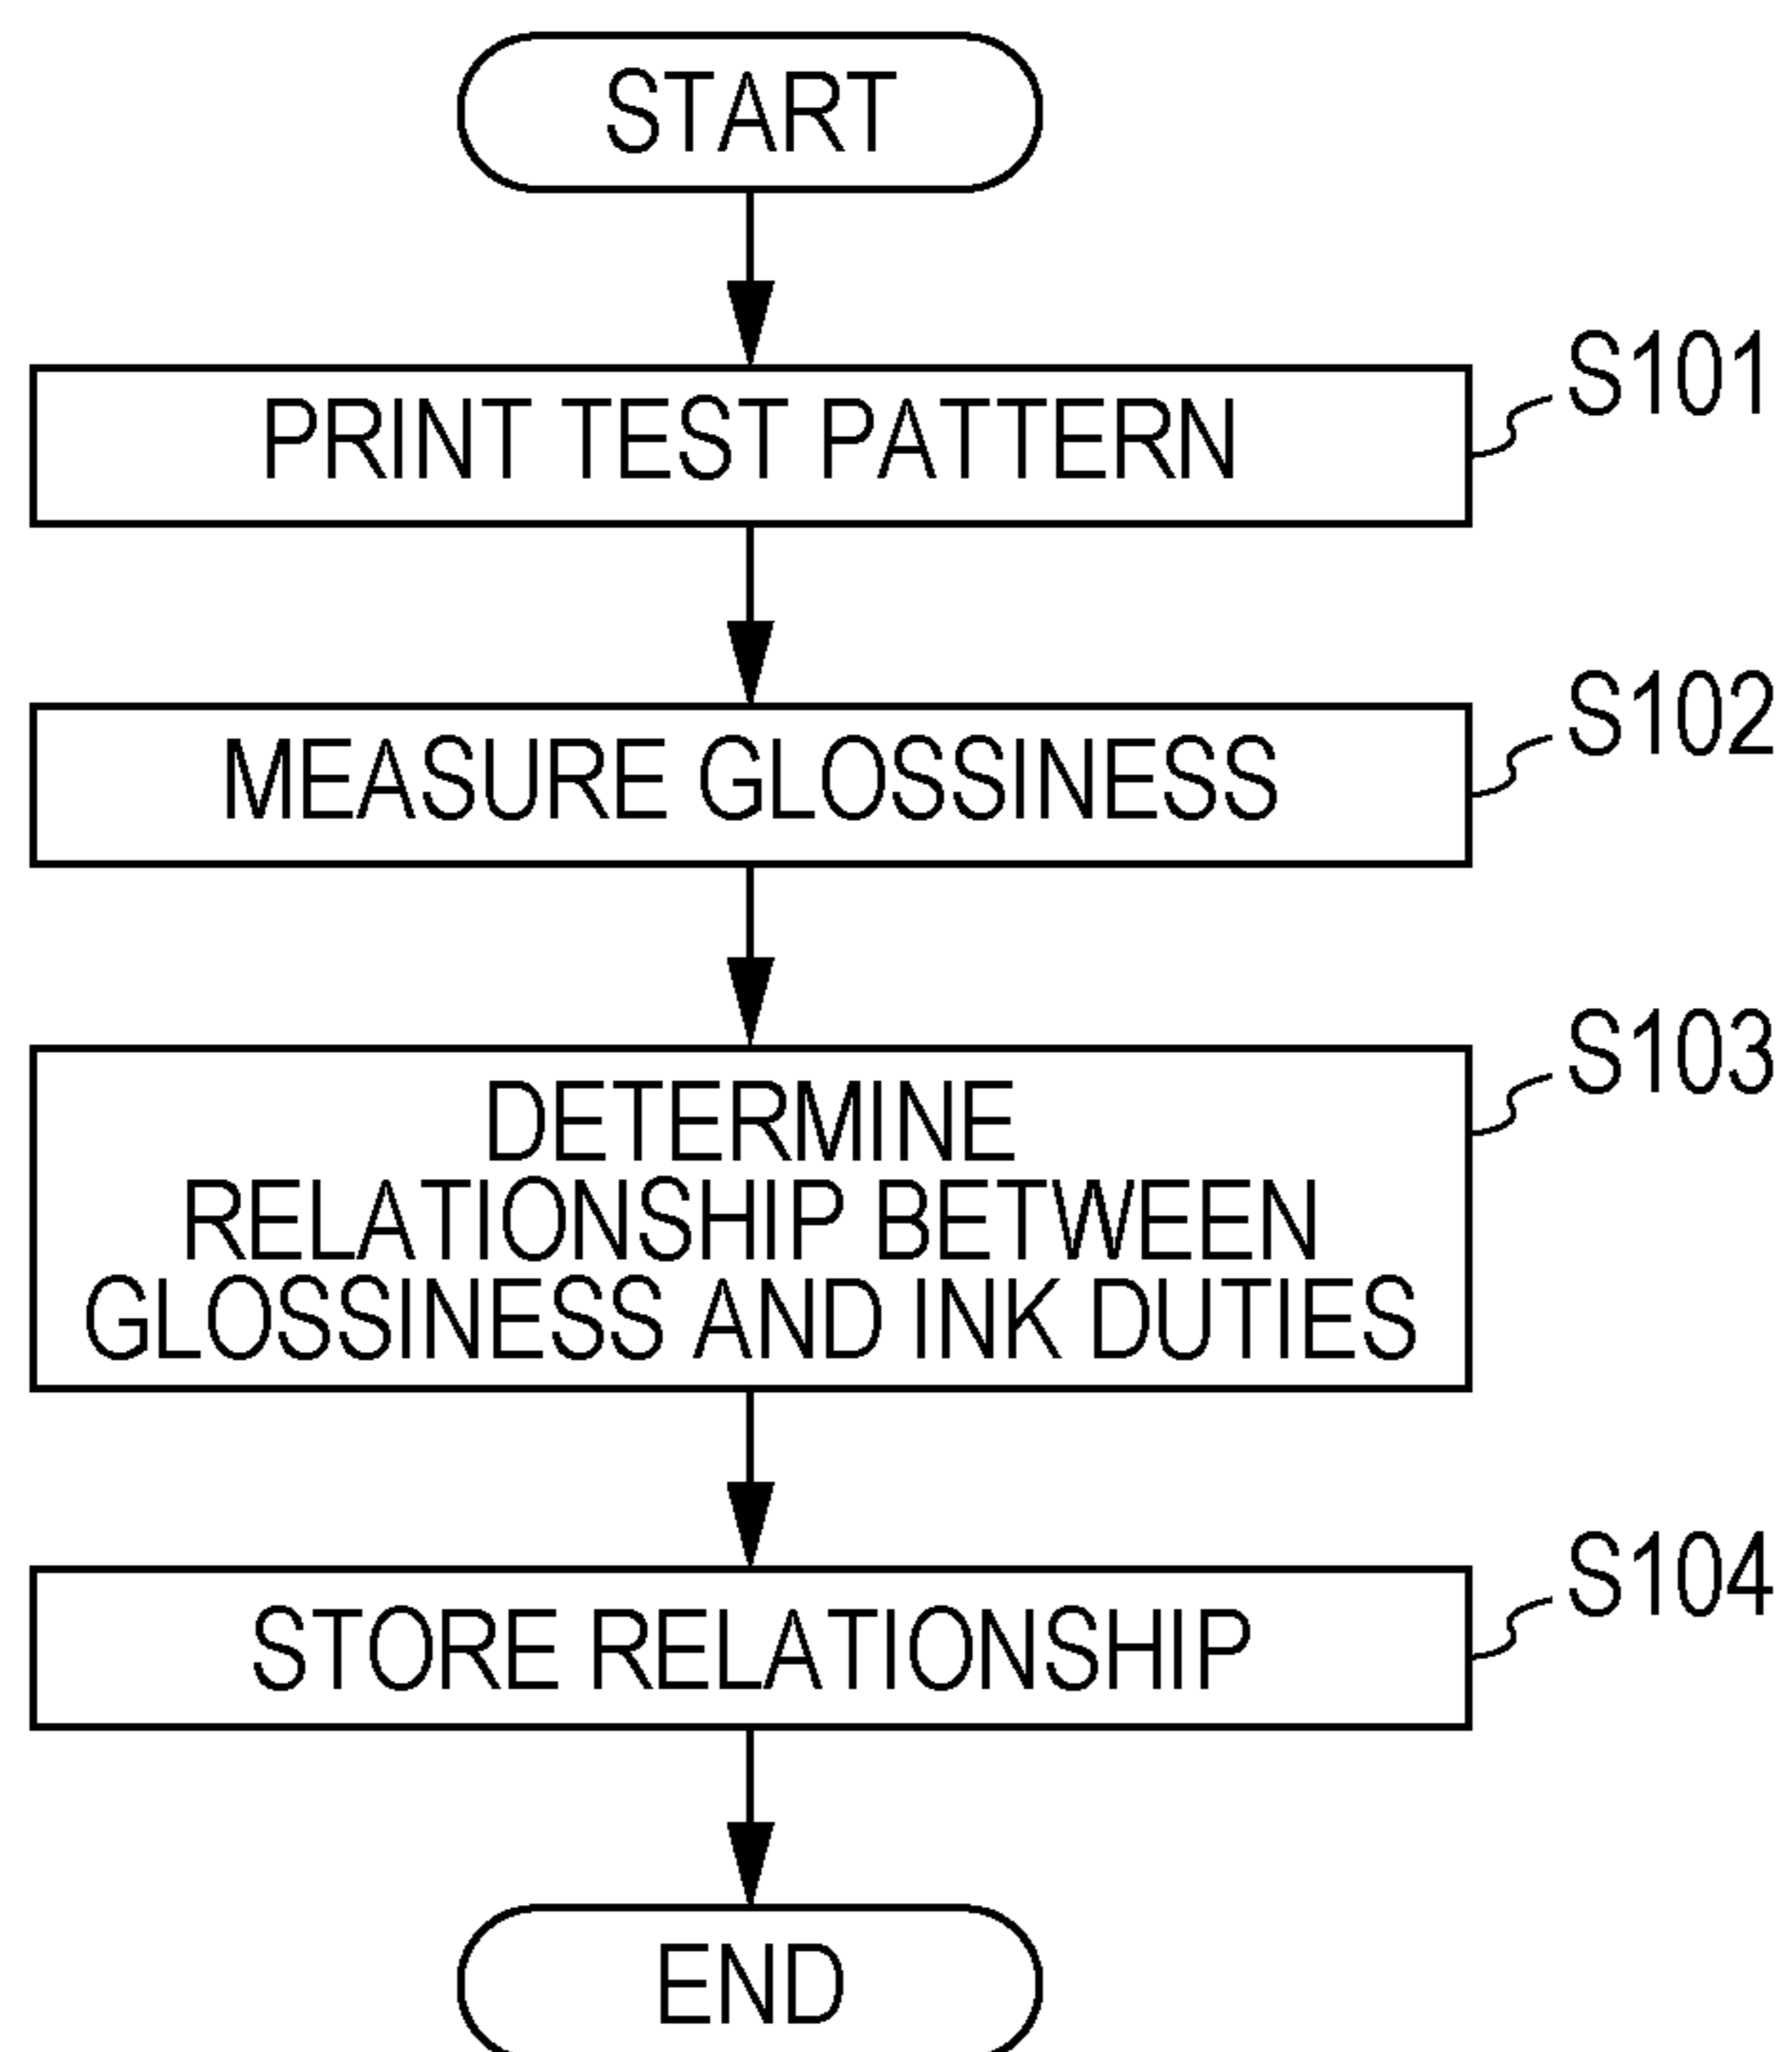 START
PRINT TEST PATTERN
S101
MEASURE GLOSSINESS
S102
DETERMINE
RELATIONSHIP BETWEEN
GLOSSINESS AND INK DUTIES
S103
STORE RELATIONSHIP
S104
END